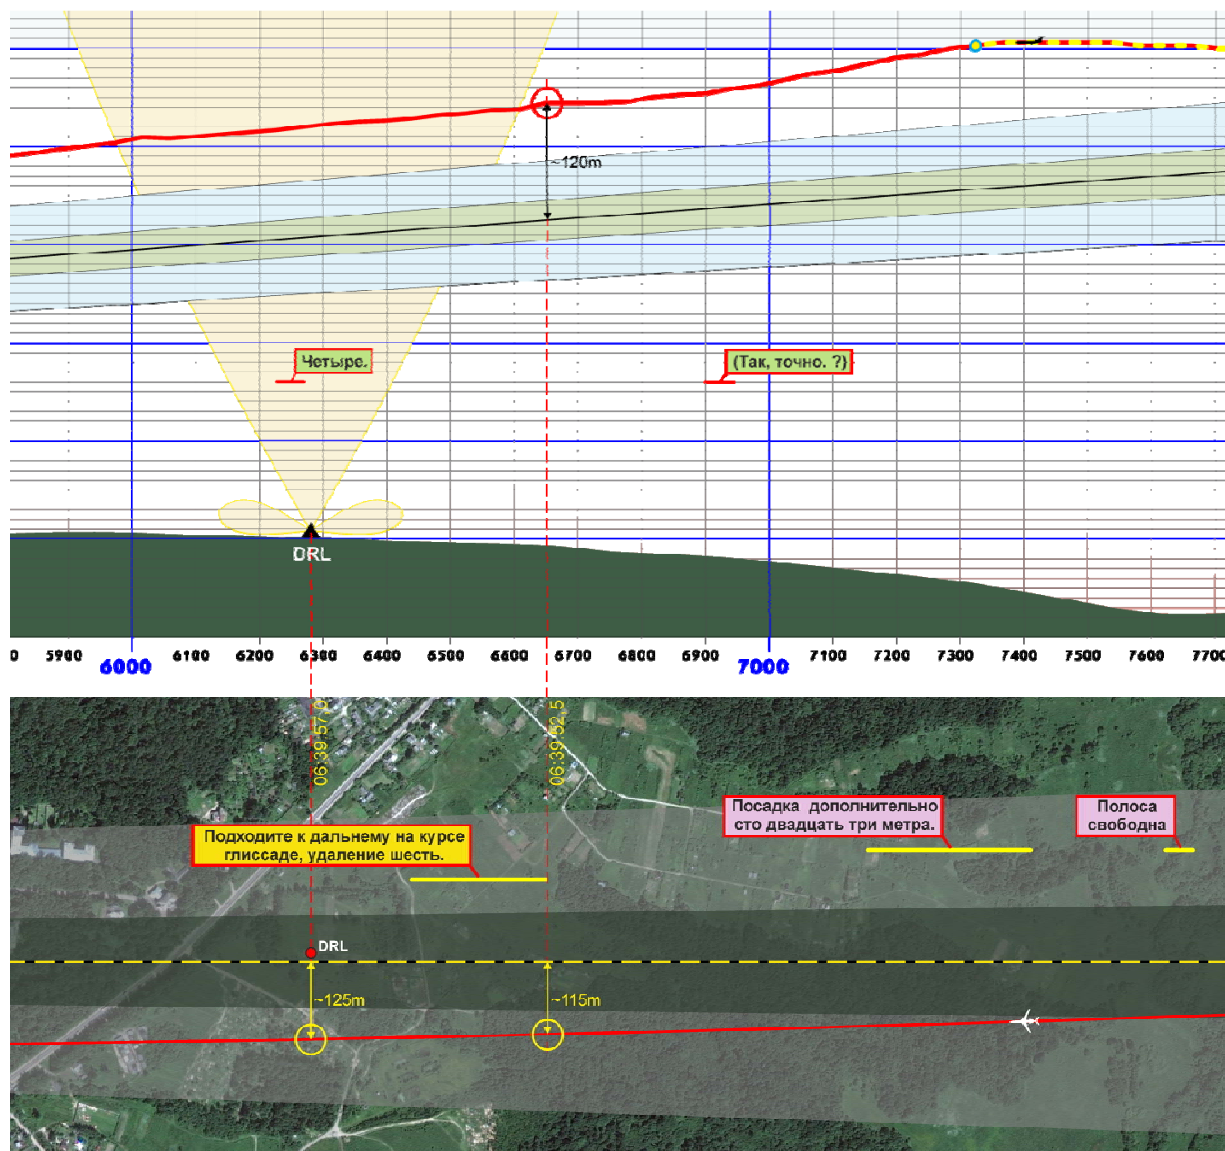 ~120m
Четыре.
(Так, точно. ?)
DRL
0 5900 6000 6100 6200 6300 6400 6500 6600 6700 6800 6900 7000 7100 7200 7300 7400 7500 7600 7700
06:39:57,0
06:39:52,5
Посадка дополнительно
сто двадцать три метра.
Полоса
свободна
Подходите к дальнему на курсе
глиссаде, удаление шесть.
DRL
~125m
~115m